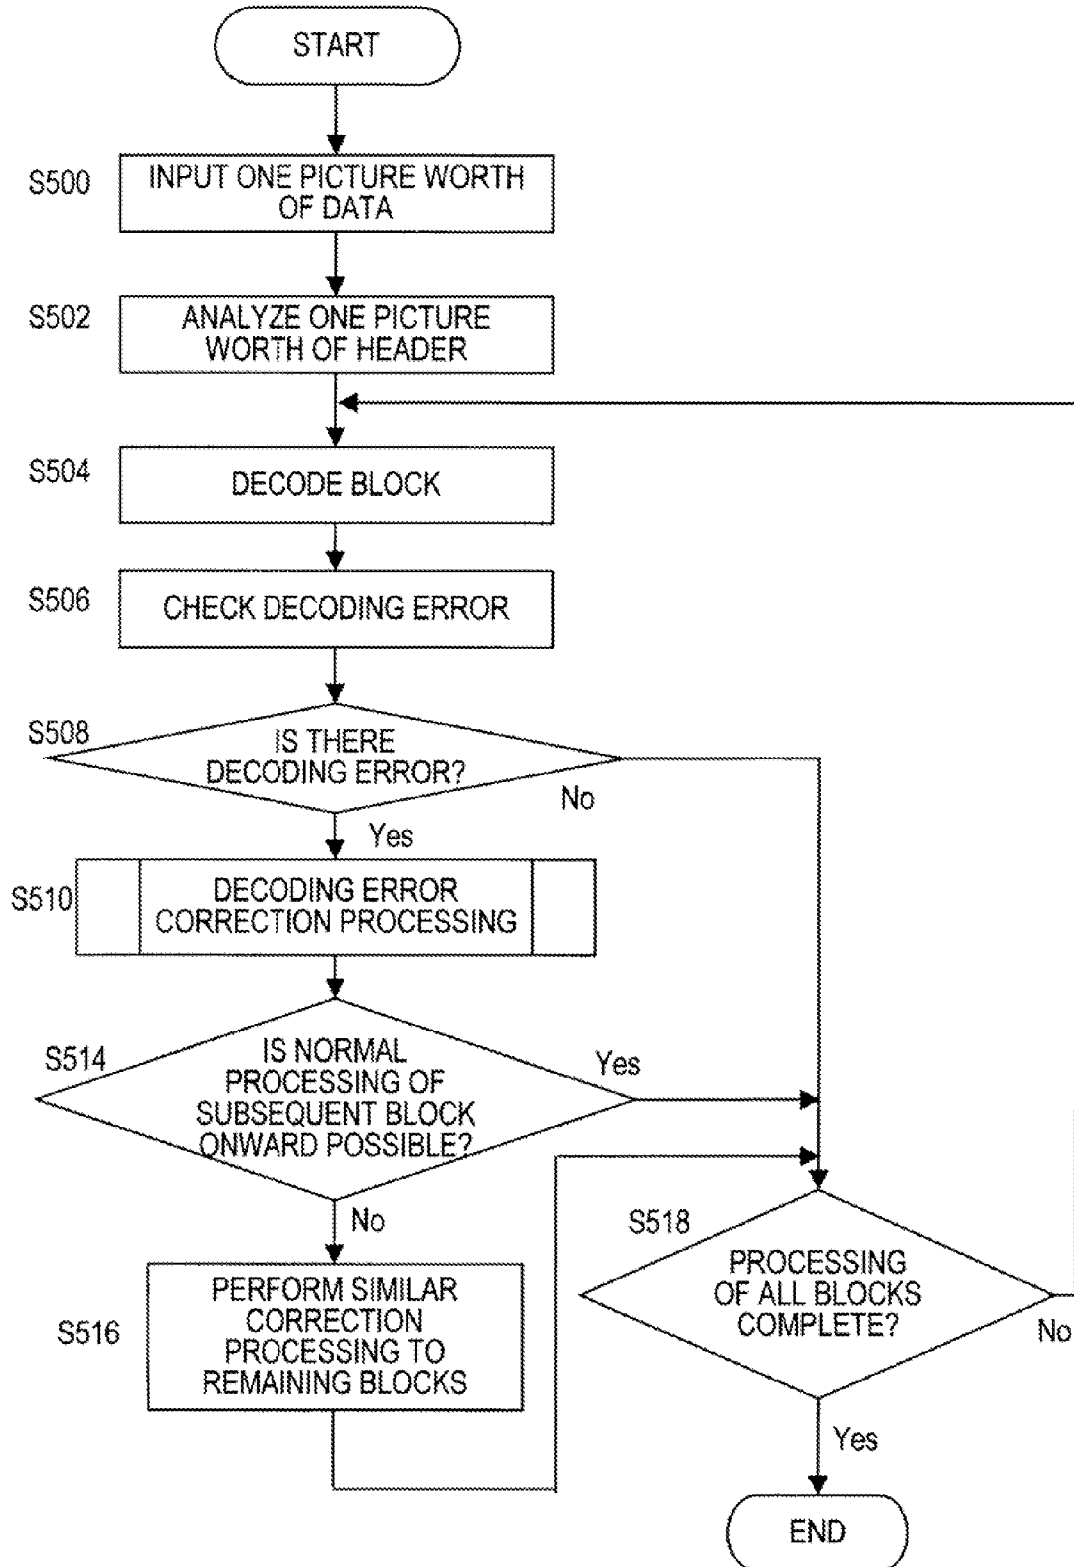 START
S500
INPUT ONE PICTURE WORTH
OF DATA
S502
ANALYZE ONE PICTURE
WORTH OF HEADER
S504
DECODE BLOCK
S506
CHECK DECODING ERROR
S508
IS THERE
DECODING ERROR?
No
Yes
S510
DECODING ERROR
CORRECTION PROCESSING
S514
IS NORMAL
PROCESSING OF
SUBSEQUENT BLOCK
ONWARD POSSIBLE?
Yes
No
S516
PERFORM SIMILAR
CORRECTION
PROCESSING TO
REMAINING BLOCKS
S518
PROCESSING
OF ALL BLOCKS
COMPLETE?
No
Yes
END